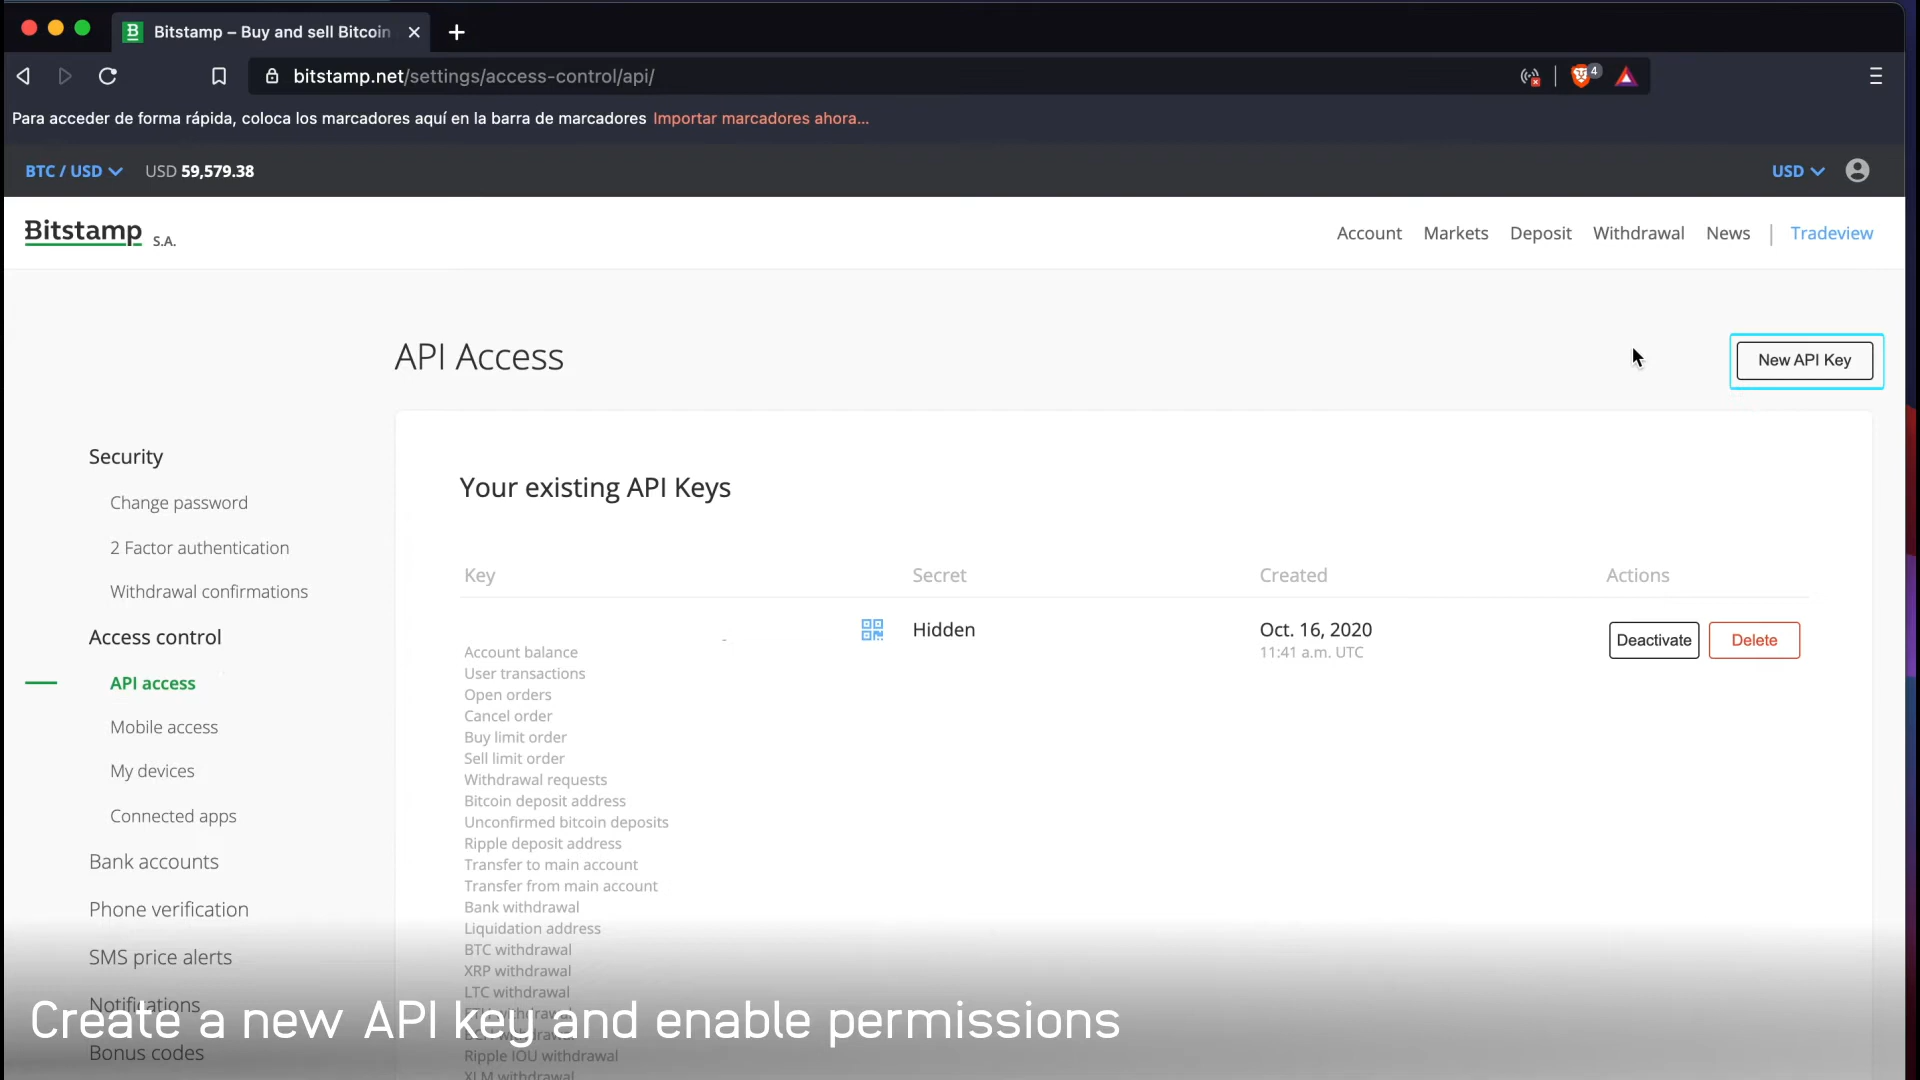 Bitstamp – Buy and sell Bitcoin
bitstamp.net/settings/access-control/api/
4
Para acceder de forma rápida, coloca los marcadores aquí en la barra de marcadores Importar marcadores ahora...
BTC / USD USD 59,579.38
USD
Bitstamp S.A.
Account Markets Deposit Withdrawal News | Tradeview
API Access
New API Key
Security
Change password
2 Factor authentication
Withdrawal confirmations
Access control
API access
Mobile access
My devices
Connected apps
Bank accounts
Phone verification
SMS price alerts
Notifications
Bonus codes
Your existing API Keys
Key Secret Created Actions
Hidden
Oct. 16, 2020
11:41 a.m. UTC
Deactivate Delete
Account balance
User transactions
Open orders
Cancel order
Buy limit order
Sell limit order
Withdrawal requests
Bitcoin deposit address
Unconfirmed bitcoin deposits
Ripple deposit address
Transfer to main account
Transfer from main account
Bank withdrawal
Liquidation address
BTC withdrawal
XRP withdrawal
LTC withdrawal
Ripple IOU withdrawal
XLM withdrawal
Create a new API key and enable permissions